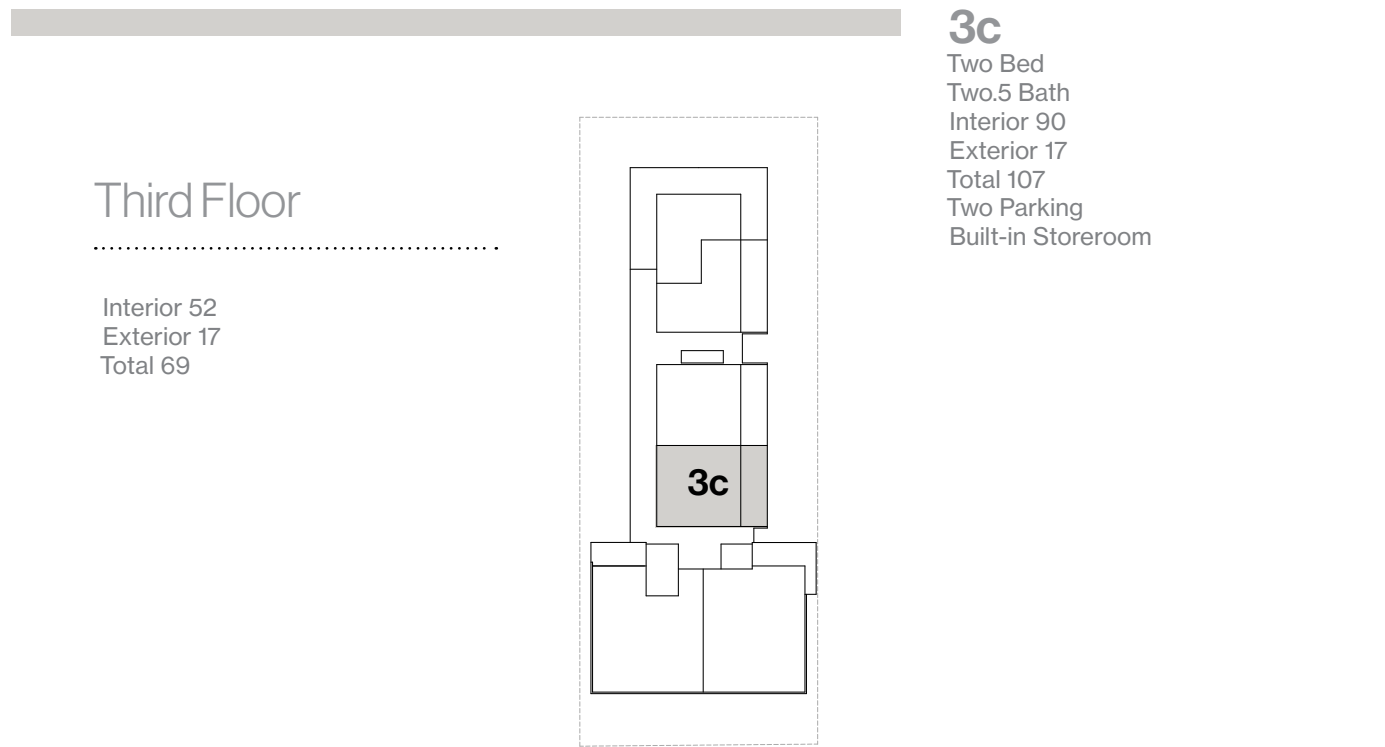 Third Floor
Interior 52
Exterior 17
Total 69
3c
3c
Two Bed
Two.5 Bath
Interior 90
Exterior 17
Total 107
Two Parking
Built-in Storeroom